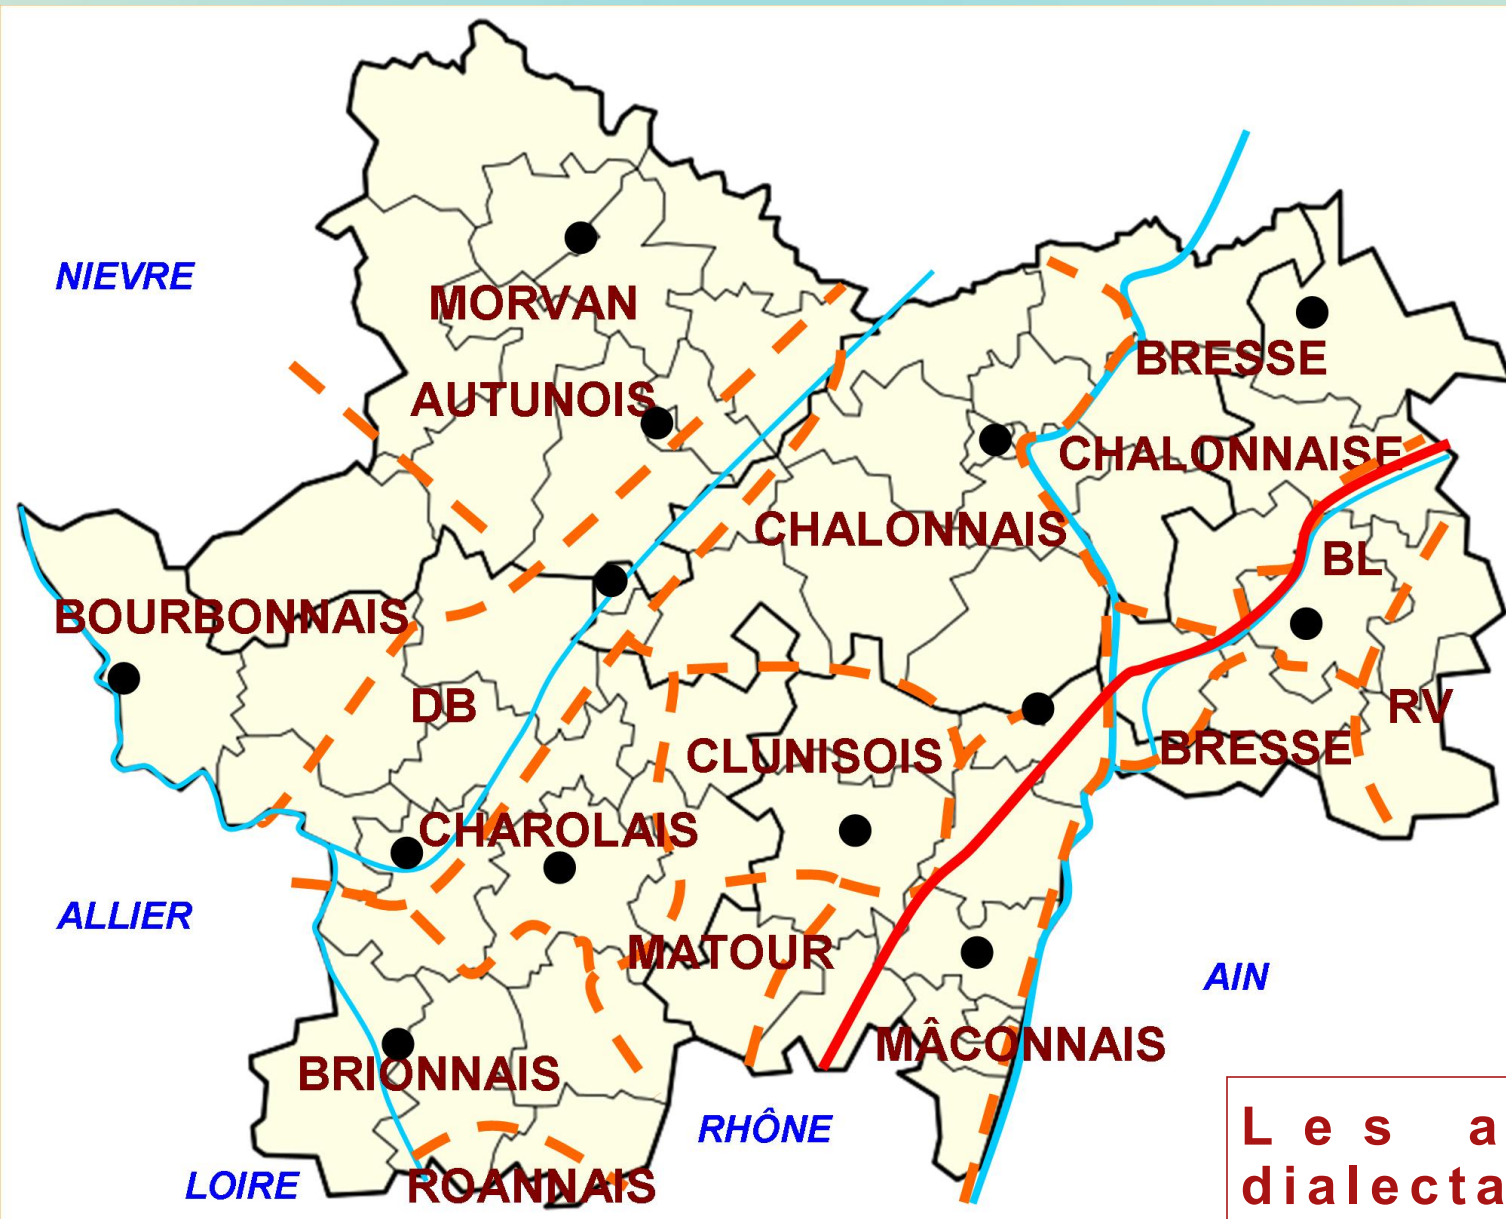 NIEVRE
MORVAN
BRESSE
AUTUNOIS
CHALONNAISE
CHALONNAIS
BL
BOURBONNAIS
DB
RV
CLUNISOIS
BRESSE
CHAROLAIS
ALLIER
MATOUR
AIN
MÂCONNAIS
BRIONNAIS
RHÔNE
LOIRE
ROANNAIS
Les a
dialecta